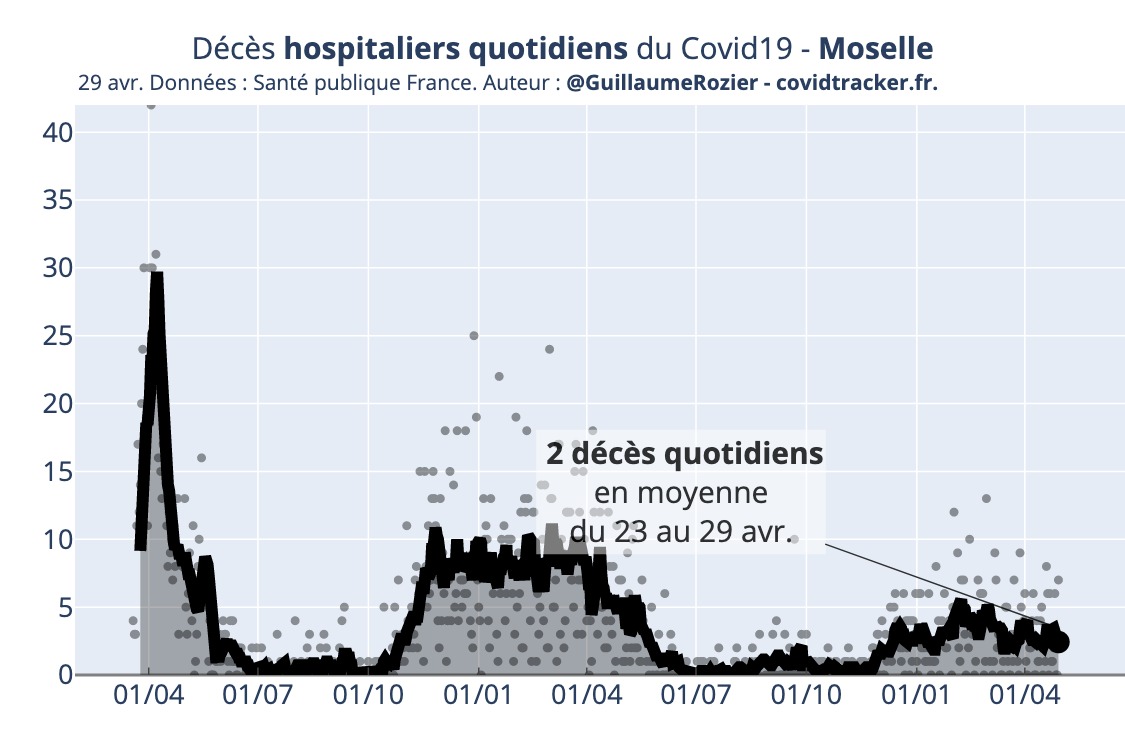 Décès hospitaliers quotidiens du Covid19 - Moselle
29 avr. Données : Santé publique France. Auteur : @GuillaumeRozier - covidtracker.fr.
40
35
30
25
20
15
10
5
0
2 décès quotidiens
en moyenne
du 23 au 29 avr.
01/04 01/07 01/10 01/01 01/04 01/07 01/10 01/01 01/04